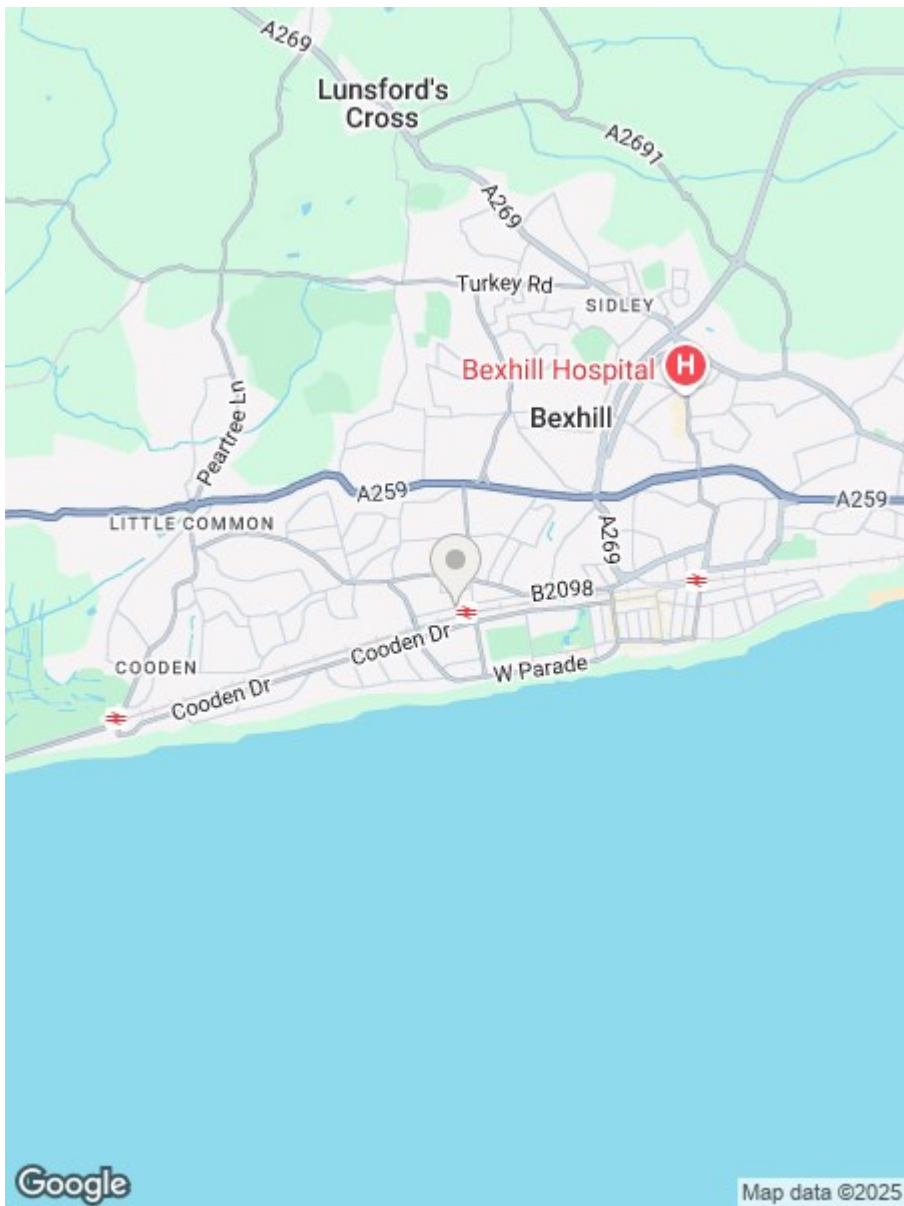 A269
Lunsford's
Cross
A2691
A269
Turkey Rd
SIDLEY
Bexhill Hospital
H
Bexhill
Peartree Ln
A259
A259
LITTLE COMMON
A269
B2098
Cooden Dr
W Parade
COODEN
Cooden Dr
Google
Map data ©2025